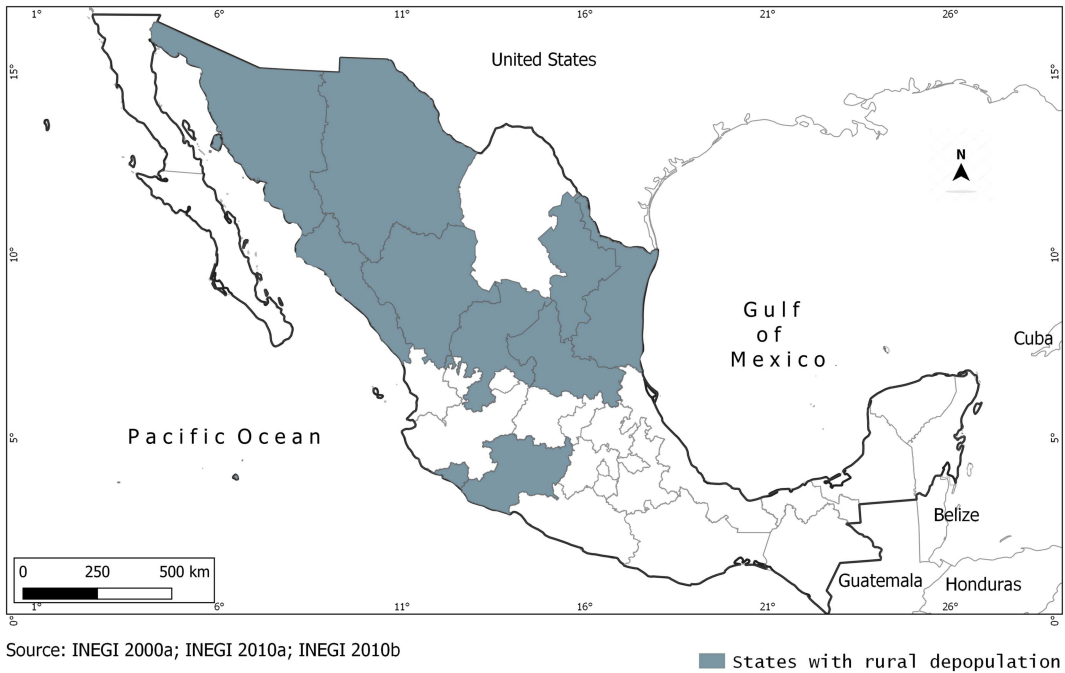 1° 6° 11° 16° 21° 26°
United States
15° 15°
N
10° 10°
Gulf
of
Mexico
Cuba
Pacific Ocean
5° 5°
Belize
0 250 500 km
Guatemala Honduras
1° 6° 11° 16° 21° 26°
0° 0°
Source: INEGI 2000a; INEGI 2010a; INEGI 2010b
States with rural depopulation